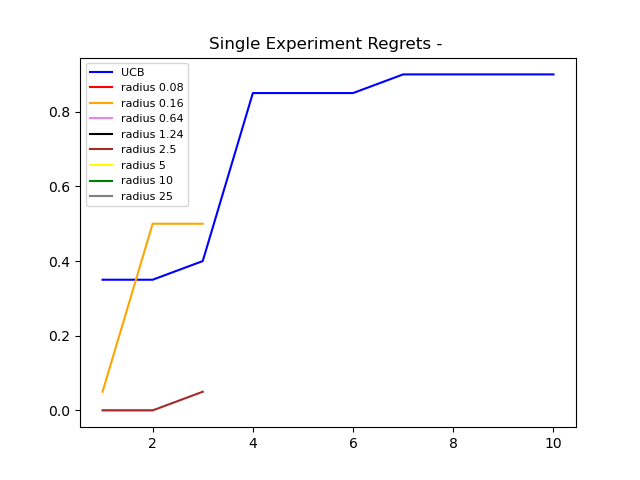 Single Experiment Regrets -
UCB
radius 0.08
radius 0.16
radius 0.64
radius 1.24
radius 2.5
radius 5
radius 10
radius 25
0.8
0.6
0.4
0.2
0.0
2 4 6 8 10